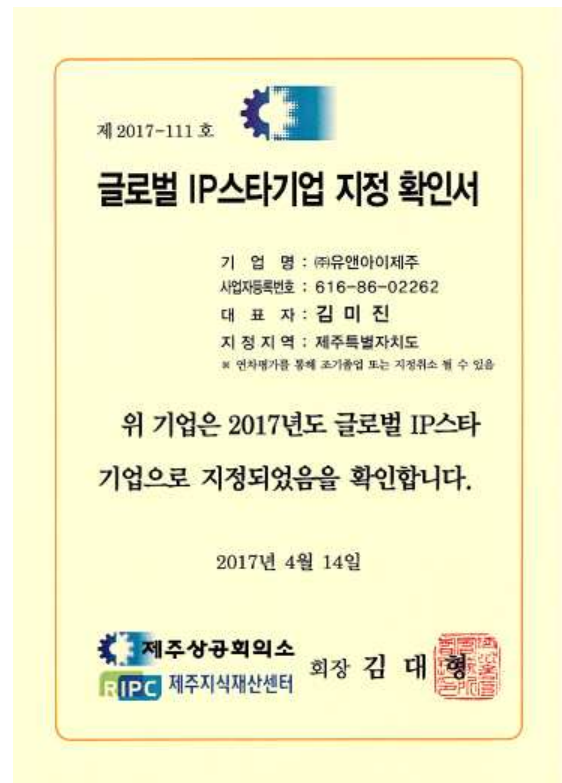 제 2017-111 호
글로벌 IP스타기업 지정 확인서
기 업 명 : ㈜유앤아이제주
사업자등록번호 : 616-86-02262
대 표 자 : 김 미 진
지 정 지 역 : 제주특별자치도
※ 연차평가를 통해 조기졸업 또는 지정취소 될 수 있음
위 기업은 2017년도 글로벌 IP스타
기업으로 지정되었음을 확인합니다.
2017년 4월 14일
제주상공회의소
RIPC 제주지식재산센터
회장 김 대 형